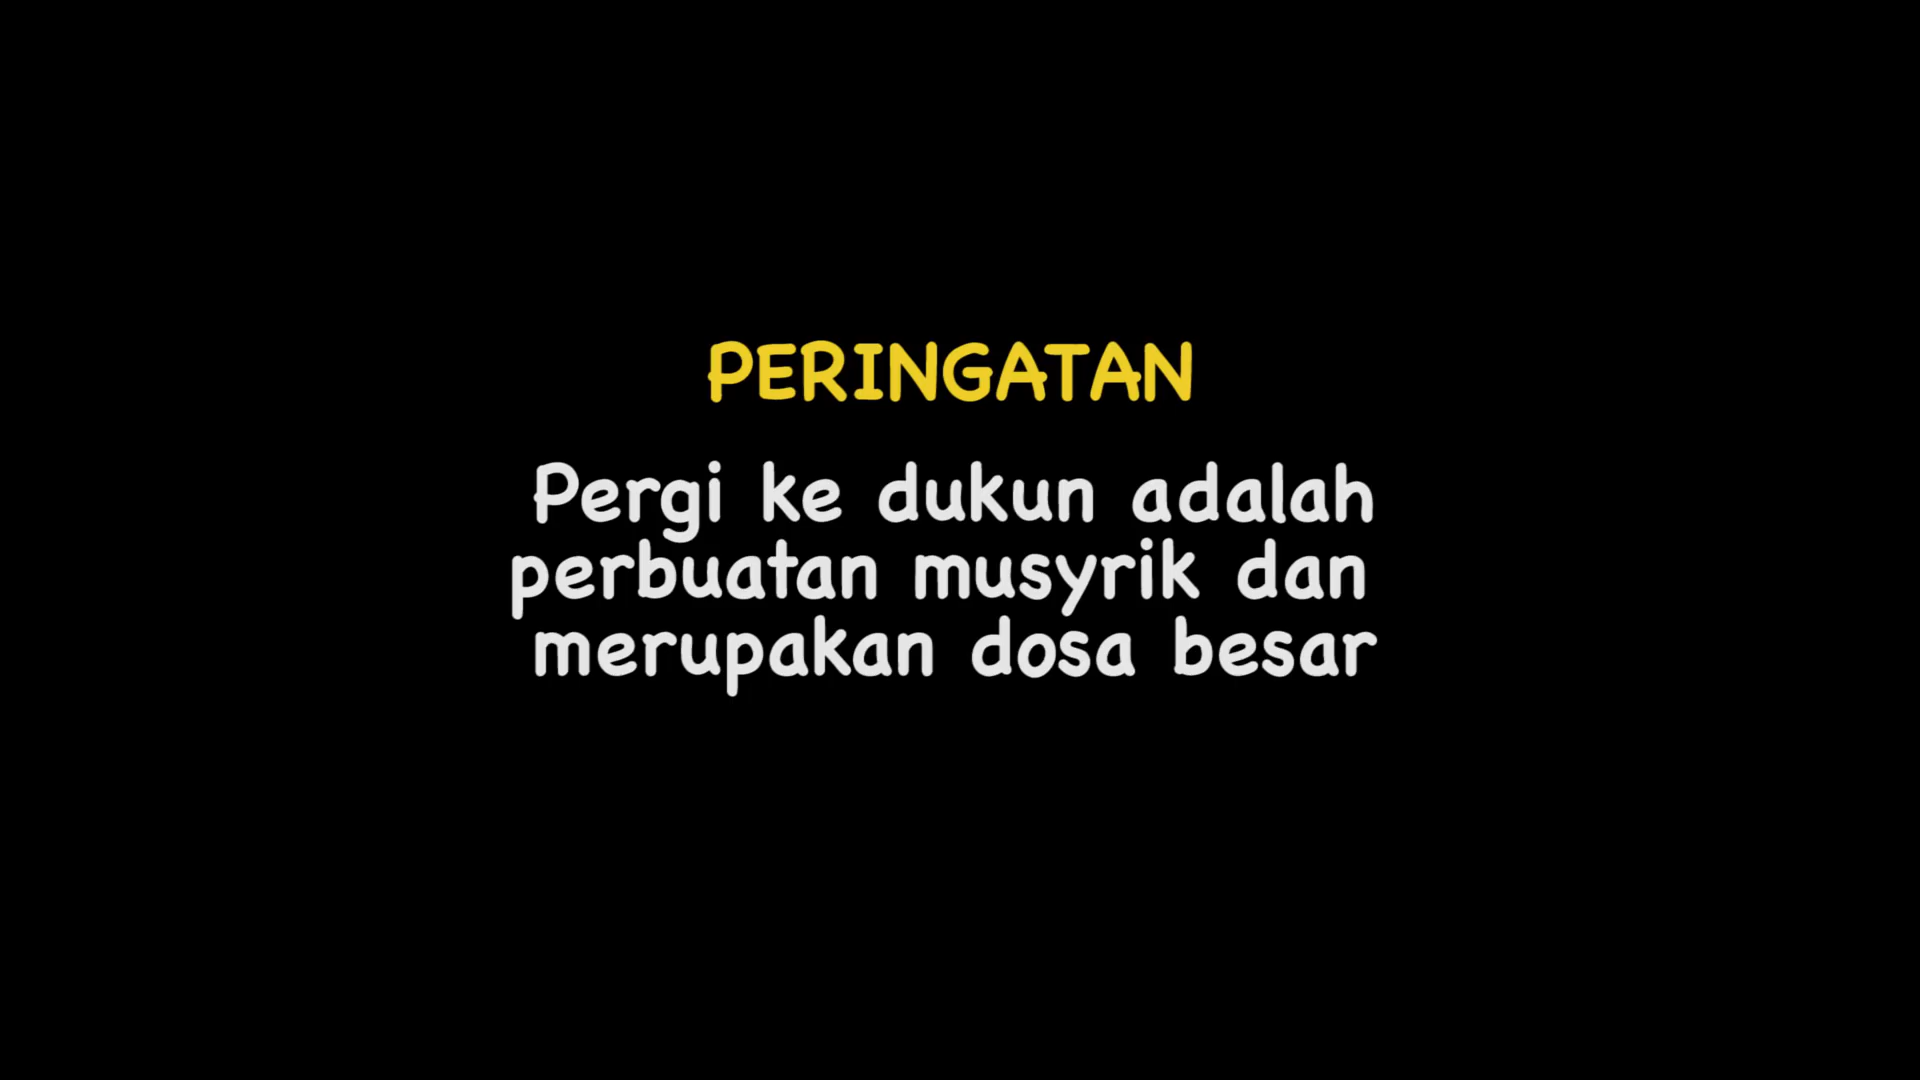 PERINGATAN
Pergi ke dukun adalah
perbuatan musyrik dan
merupakan dosa besar